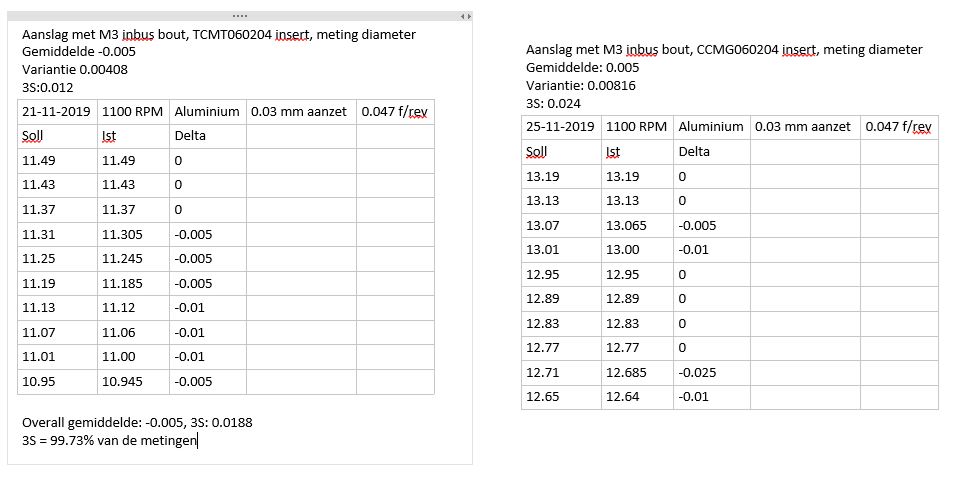 Aanslag met M3 inbus bout, TCMT060204 insert, meting diameter
Gemiddelde -0.005
Variantie 0.00408
3S:0.012
21-11-2019 1100 RPM Aluminium 0.03 mm aanzet 0.047 f/rev
Soll Ist Delta
11.49 11.49 0
11.43 11.43 0
11.37 11.37 0
11.31 11.305 -0.005
11.25 11.245 -0.005
11.19 11.185 -0.005
11.13 11.12 -0.01
11.07 11.06 -0.01
11.01 11.00 -0.01
10.95 10.945 -0.005
Overall gemiddelde: -0.005, 3S: 0.0188
3S = 99.73% van de metingen
Aanslag met M3 inbus bout, CCMG060204 insert, meting diameter
Gemiddelde: 0.005
Variantie: 0.00816
3S: 0.024
25-11-2019 1100 RPM Aluminium 0.03 mm aanzet 0.047 f/rev
Soll Ist Delta
13.19 13.19 0
13.13 13.13 0
13.07 13.065 -0.005
13.01 13.00 -0.01
12.95 12.95 0
12.89 12.89 0
12.83 12.83 0
12.77 12.77 0
12.71 12.685 -0.025
12.65 12.64 -0.01